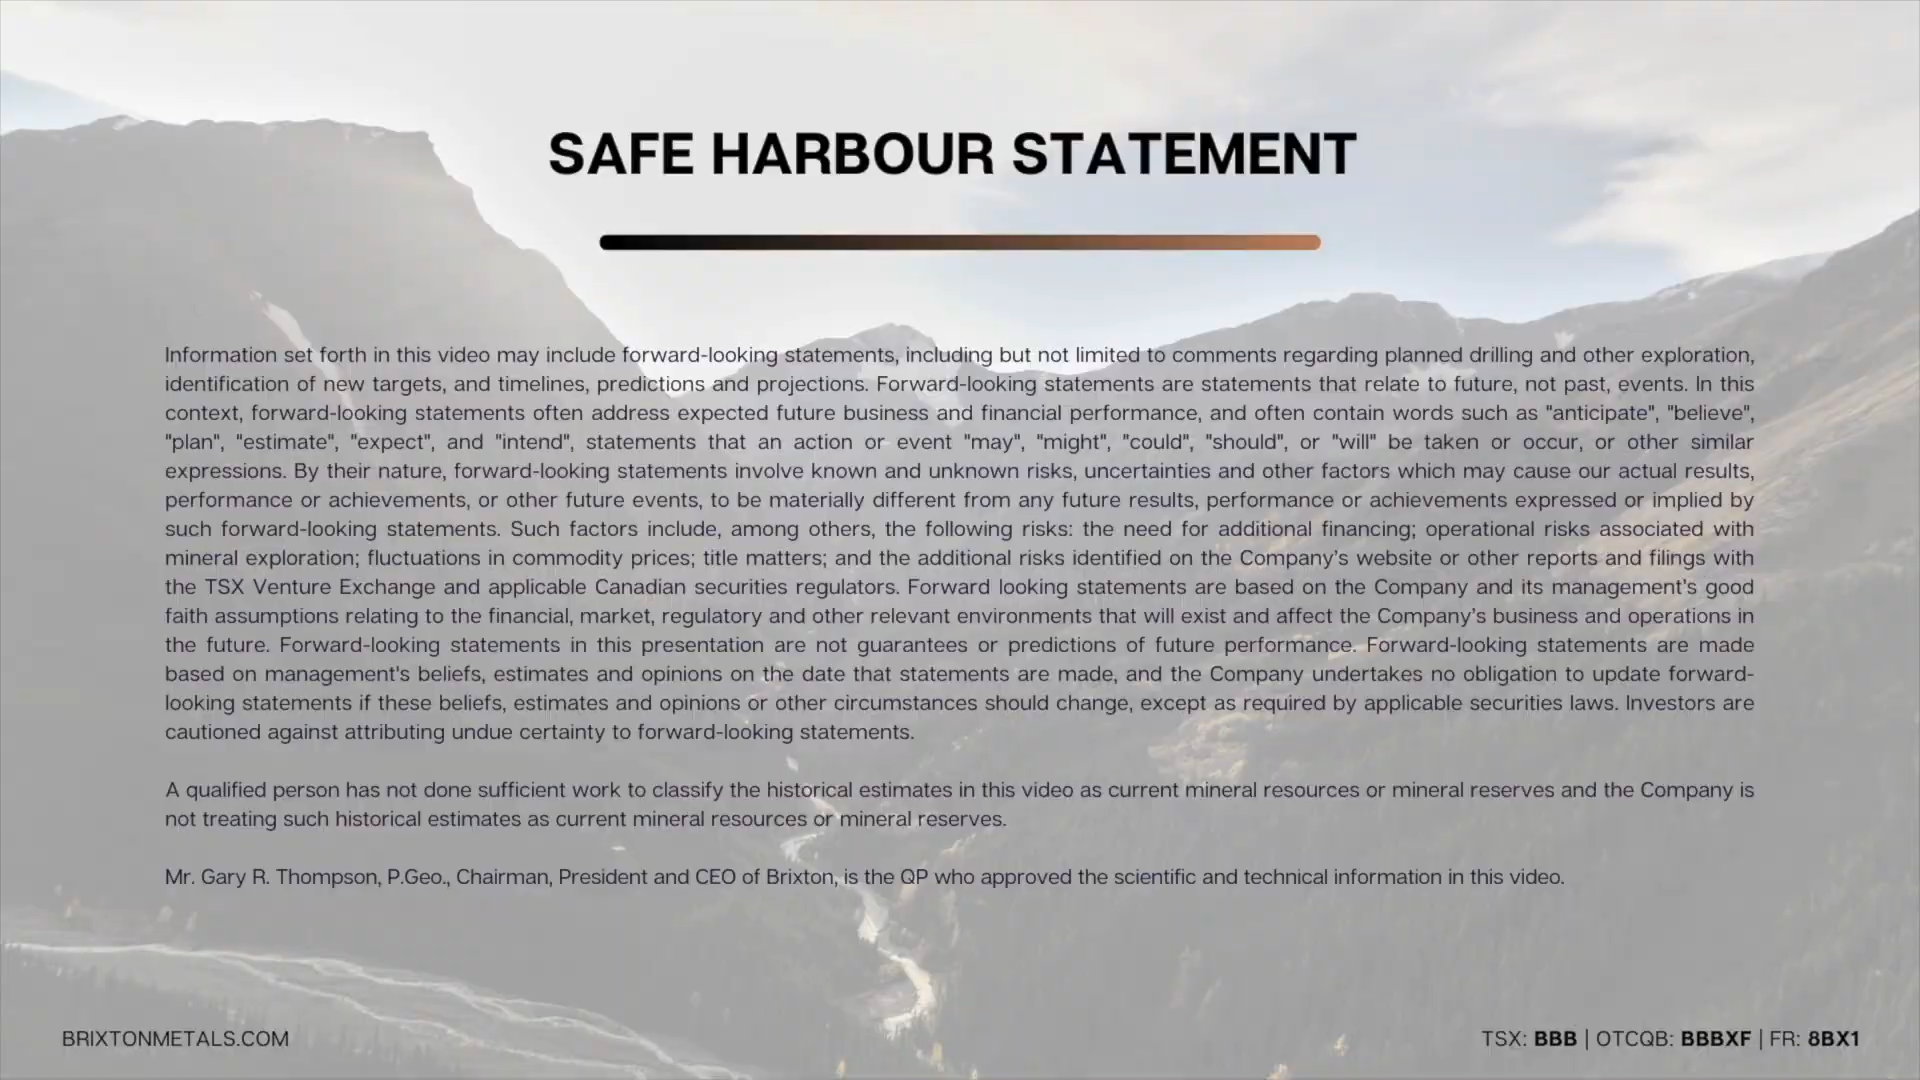 SAFE HARBOUR STATEMENT
Information set forth in this video may include forward-looking statements, including but not limited to comments regarding planned drilling and other exploration,
identification of new targets, and timelines, predictions and projections. Forward-looking statements are statements that relate to future, not past, events. In this
context, forward-looking statements often address expected future business and financial performance, and often contain words such as "anticipate", "believe",
"plan", "estimate", "expect", and "intend", statements that an action or event "may", "might", "could", "should", or "will" be taken or occur, or other similar
expressions. By their nature, forward-looking statements involve known and unknown risks, uncertainties and other factors which may cause our actual results,
performance or achievements, or other future events, to be materially different from any future results, performance or achievements expressed or implied by
such forward-looking statements. Such factors include, among others, the following risks: the need for additional financing; operational risks associated with
mineral exploration; fluctuations in commodity prices; title matters; and the additional risks identified on the Company's website or other reports and filings with
the TSX Venture Exchange and applicable Canadian securities regulators. Forward looking statements are based on the Company and its management's good
faith assumptions relating to the financial, market, regulatory and other relevant environments that will exist and affect the Company's business and operations in
the future. Forward-looking statements in this presentation are not guarantees or predictions of future performance. Forward-looking statements are made
based on management's beliefs, estimates and opinions on the date that statements are made, and the Company undertakes no obligation to update forward-
looking statements if these beliefs, estimates and opinions or other circumstances should change, except as required by applicable securities laws. Investors are
cautioned against attributing undue certainty to forward-looking statements.
A qualified person has not done sufficient work to classify the historical estimates in this video as current mineral resources or mineral reserves and the Company is
not treating such historical estimates as current mineral resources or mineral reserves.
Mr. Gary R. Thompson, P.Geo., Chairman, President and CEO of Brixton, is the QP who approved the scientific and technical information in this video.
BRIXTONMETALS.COM
TSX: BBB | OTCQB: BBBXF | FR: 8BX1